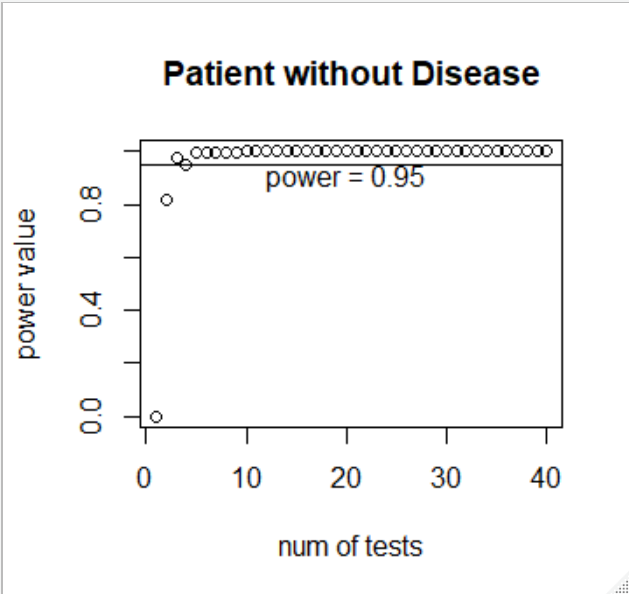 Patient without Disease
power value
0.8
0.4
0.0
power = 0.95
0 10 20 30 40
num of tests